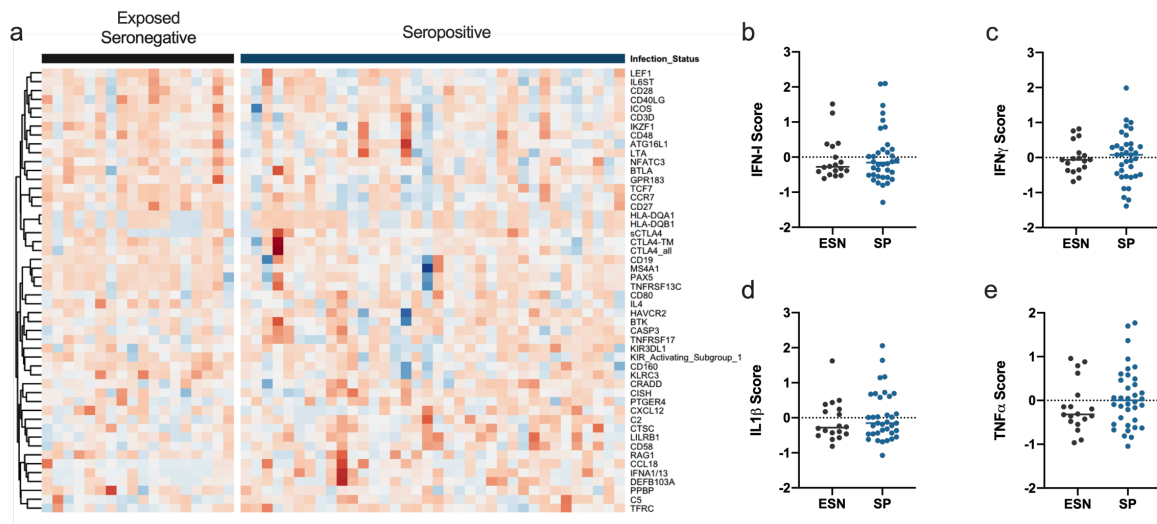 a
Exposed
Seronegative
Seropositive
Infection_Status
LEF1
IL6ST
CD28
CD40LG
ICOS
CD3D
IKZF1
CD48
ATG16L1
LTA
NFATC3
BTLA
GPR183
TCF7
CCR7
CD27
HLA-DQA1
HLA-DQB1
sCTLA4
CTLA4-TM
CTLA4_all
CD19
MS4A1
PAX5
TNFRSF13C
CD80
IL4
HAVCR2
BTK
CASP3
TNFRSF17
KIR3DL1
KIR_Activating_Subgroup_1
CD160
KLRC3
CRADD
CISH
PTGER4
CXCL12
C2
CTSC
LILRB1
CD58
RAG1
CCL18
IFNA1/13
DEFB103A
PPBP
C5
TFRC
b
IFN-I Score
3
2
1
0
-1
-2
ESN SP
c
IFNγ Score
3
2
1
0
-1
-2
ESN SP
d
IL1β Score
3
2
1
0
-1
-2
ESN SP
e
TNFα Score
2
1
0
-1
-2
ESN SP